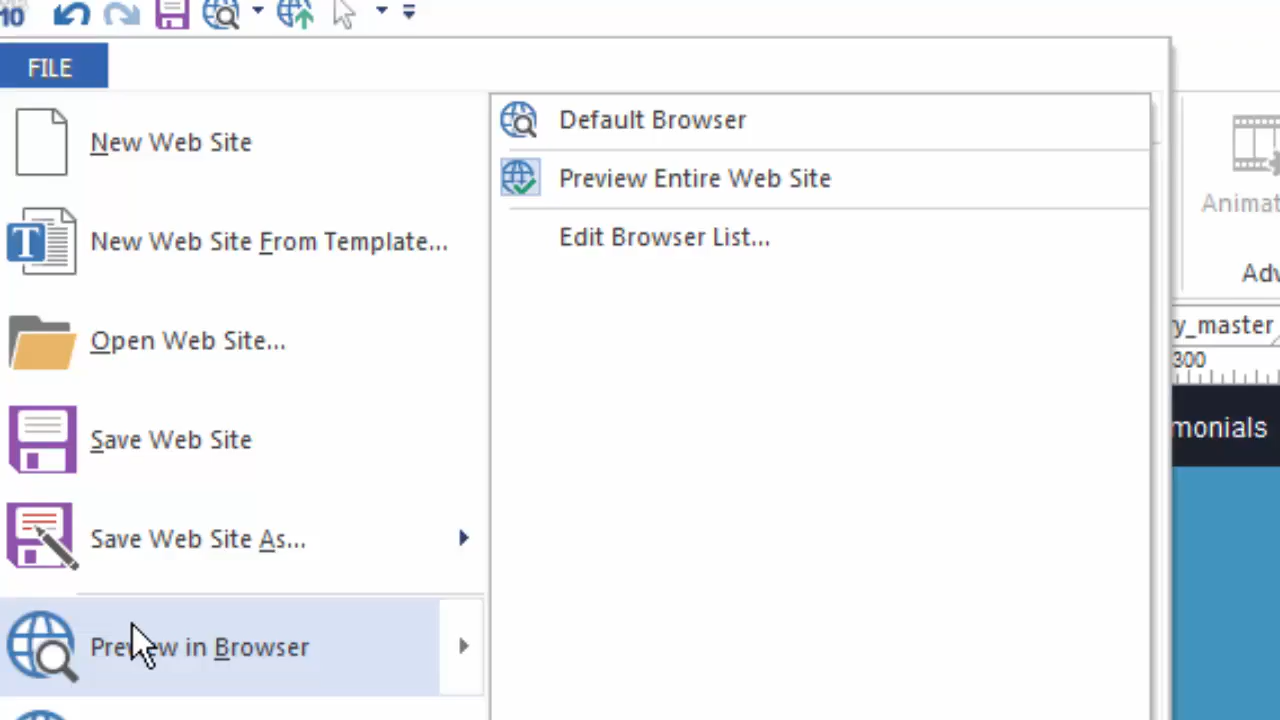 10
FILE
New Web Site
New Web Site From Template...
Open Web Site...
Save Web Site
Save Web Site As...
Preview in Browser
Default Browser
Preview Entire Web Site
Edit Browser List...
Animat
Adv
y_master
300
monials